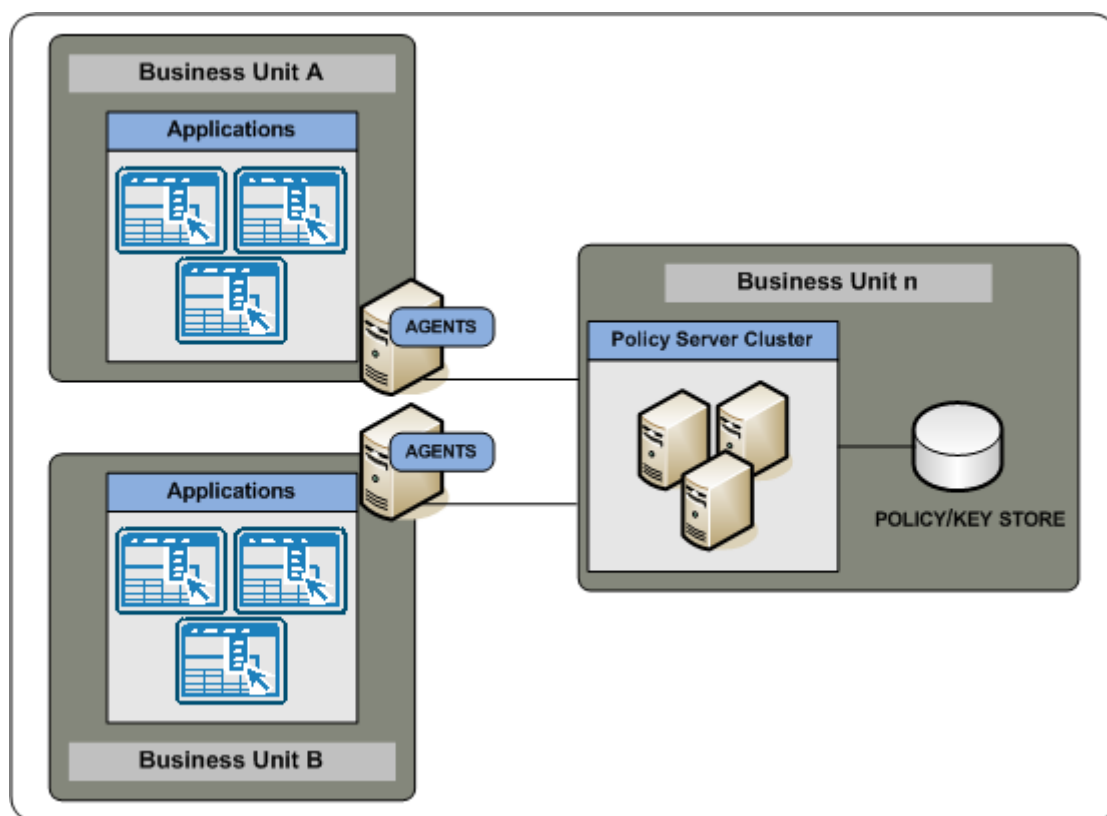 Business Unit A
Applications
AGENTS
Business Unit n
Policy Server Cluster
POLICY/KEY STORE
AGENTS
Applications
Business Unit B